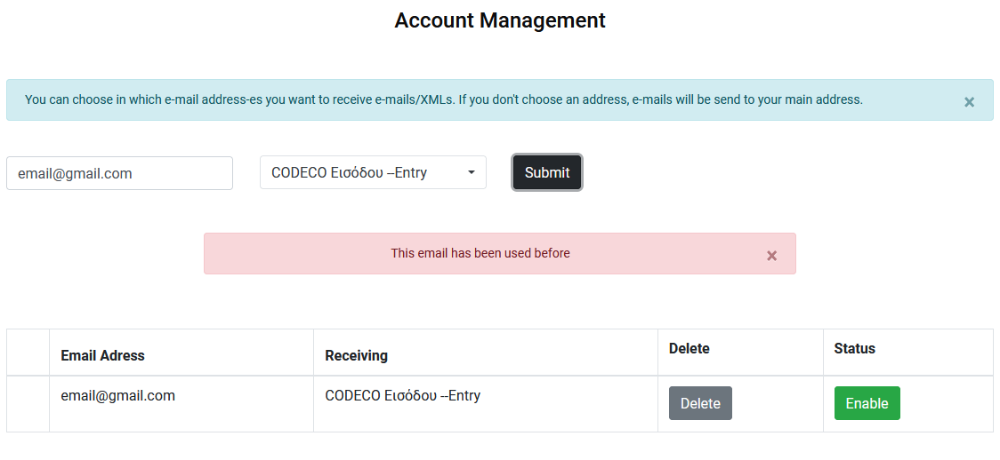 Account Management
You can choose in which e-mail address-es you want to receive e-mails/XMLs. If you don't choose an address, e-mails will be send to your main address. ×
email@gmail.com CODECO Εισόδου --Entry Submit
This email has been used before ×
Email Adress Receiving Delete Status
email@gmail.com CODECO Εισόδου --Entry Delete Enable